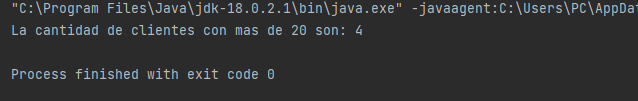 "C:\Program Files\Java\jdk-18.0.2.1\bin\java.exe" -javaagent:C:\Users\PC\AppDat
La cantidad de clientes con mas de 20 son: 4
Process finished with exit code 0